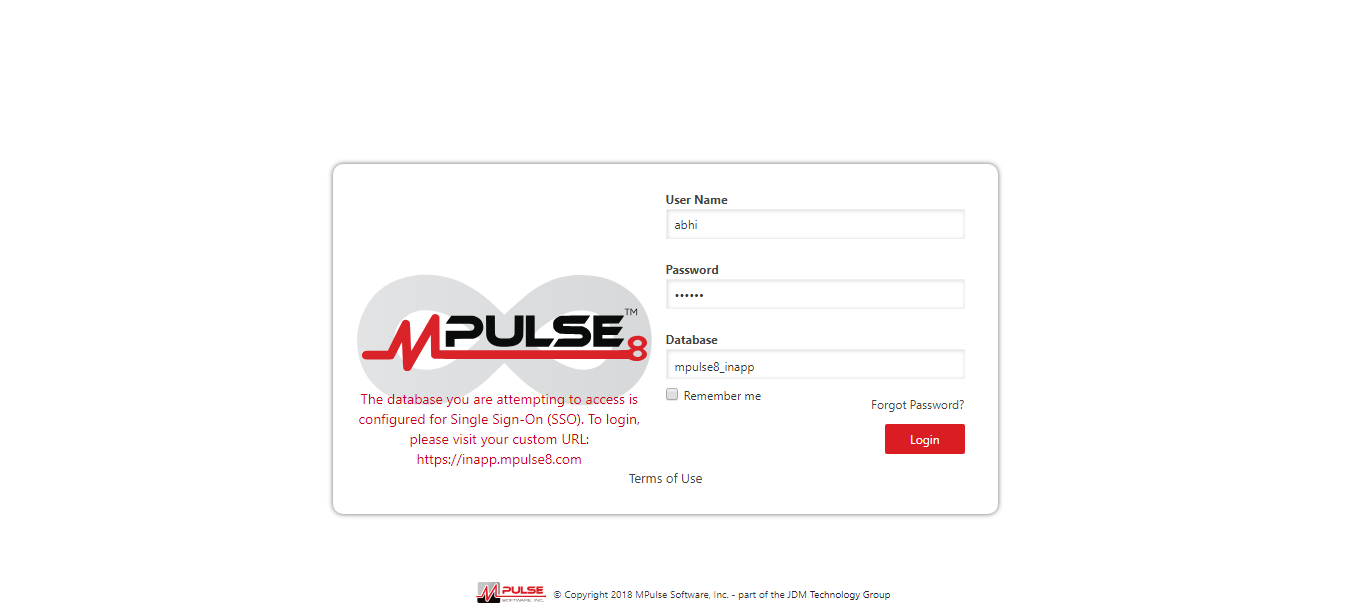 User Name
abhi
Password
••••••
Database
mpulse8_inapp
Remember me
Forgot Password?
Login
MPULSE 8™
The database you are attempting to access is
configured for Single Sign-On (SSO). To login,
please visit your custom URL:
https://inapp.mpulse8.com
Terms of Use
MPULSE
SOFTWARE, INC.
© Copyright 2018 MPulse Software, Inc. - part of the JDM Technology Group